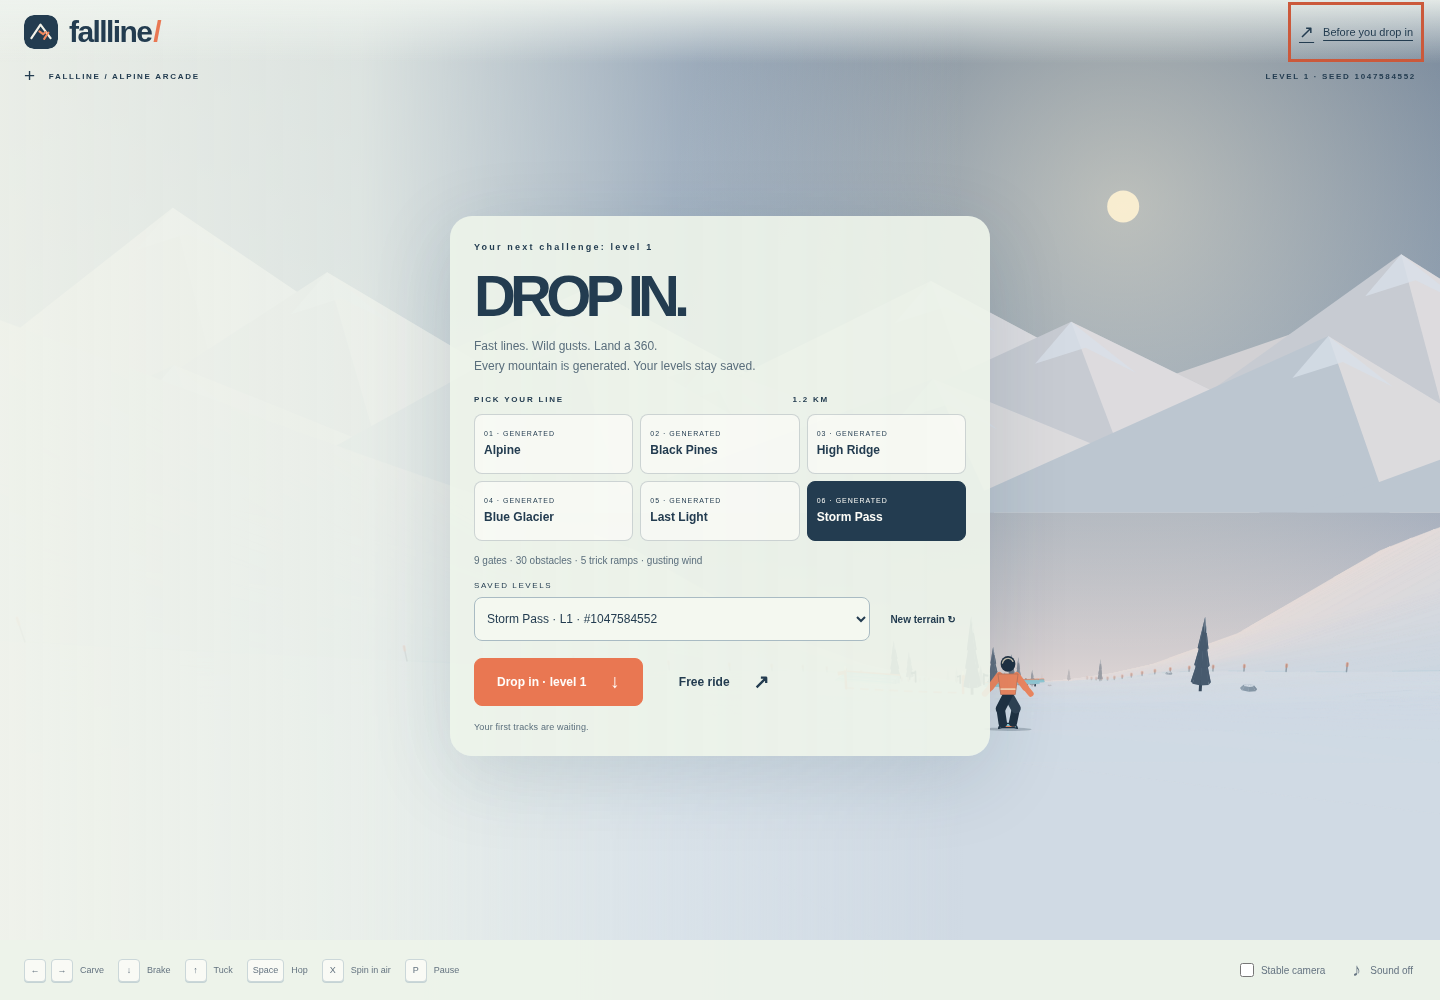 fallline/
↗ Before you drop in
+ FALLLINE / ALPINE ARCADE
LEVEL 1 · SEED 1047584552
Your next challenge: level 1
DROP IN.
Fast lines. Wild gusts. Land a 360.
Every mountain is generated. Your levels stay saved.
PICK YOUR LINE
1.2 KM
01 · GENERATED
Alpine
02 · GENERATED
Black Pines
03 · GENERATED
High Ridge
04 · GENERATED
Blue Glacier
05 · GENERATED
Last Light
06 · GENERATED
Storm Pass
9 gates · 30 obstacles · 5 trick ramps · gusting wind
SAVED LEVELS
Storm Pass · L1 · #1047584552
New terrain ↻
Drop in · level 1 ↓
Free ride ↗
Your first tracks are waiting.
← → Carve ↓ Brake ↑ Tuck Space Hop X Spin in air P Pause
Stable camera ♪ Sound off